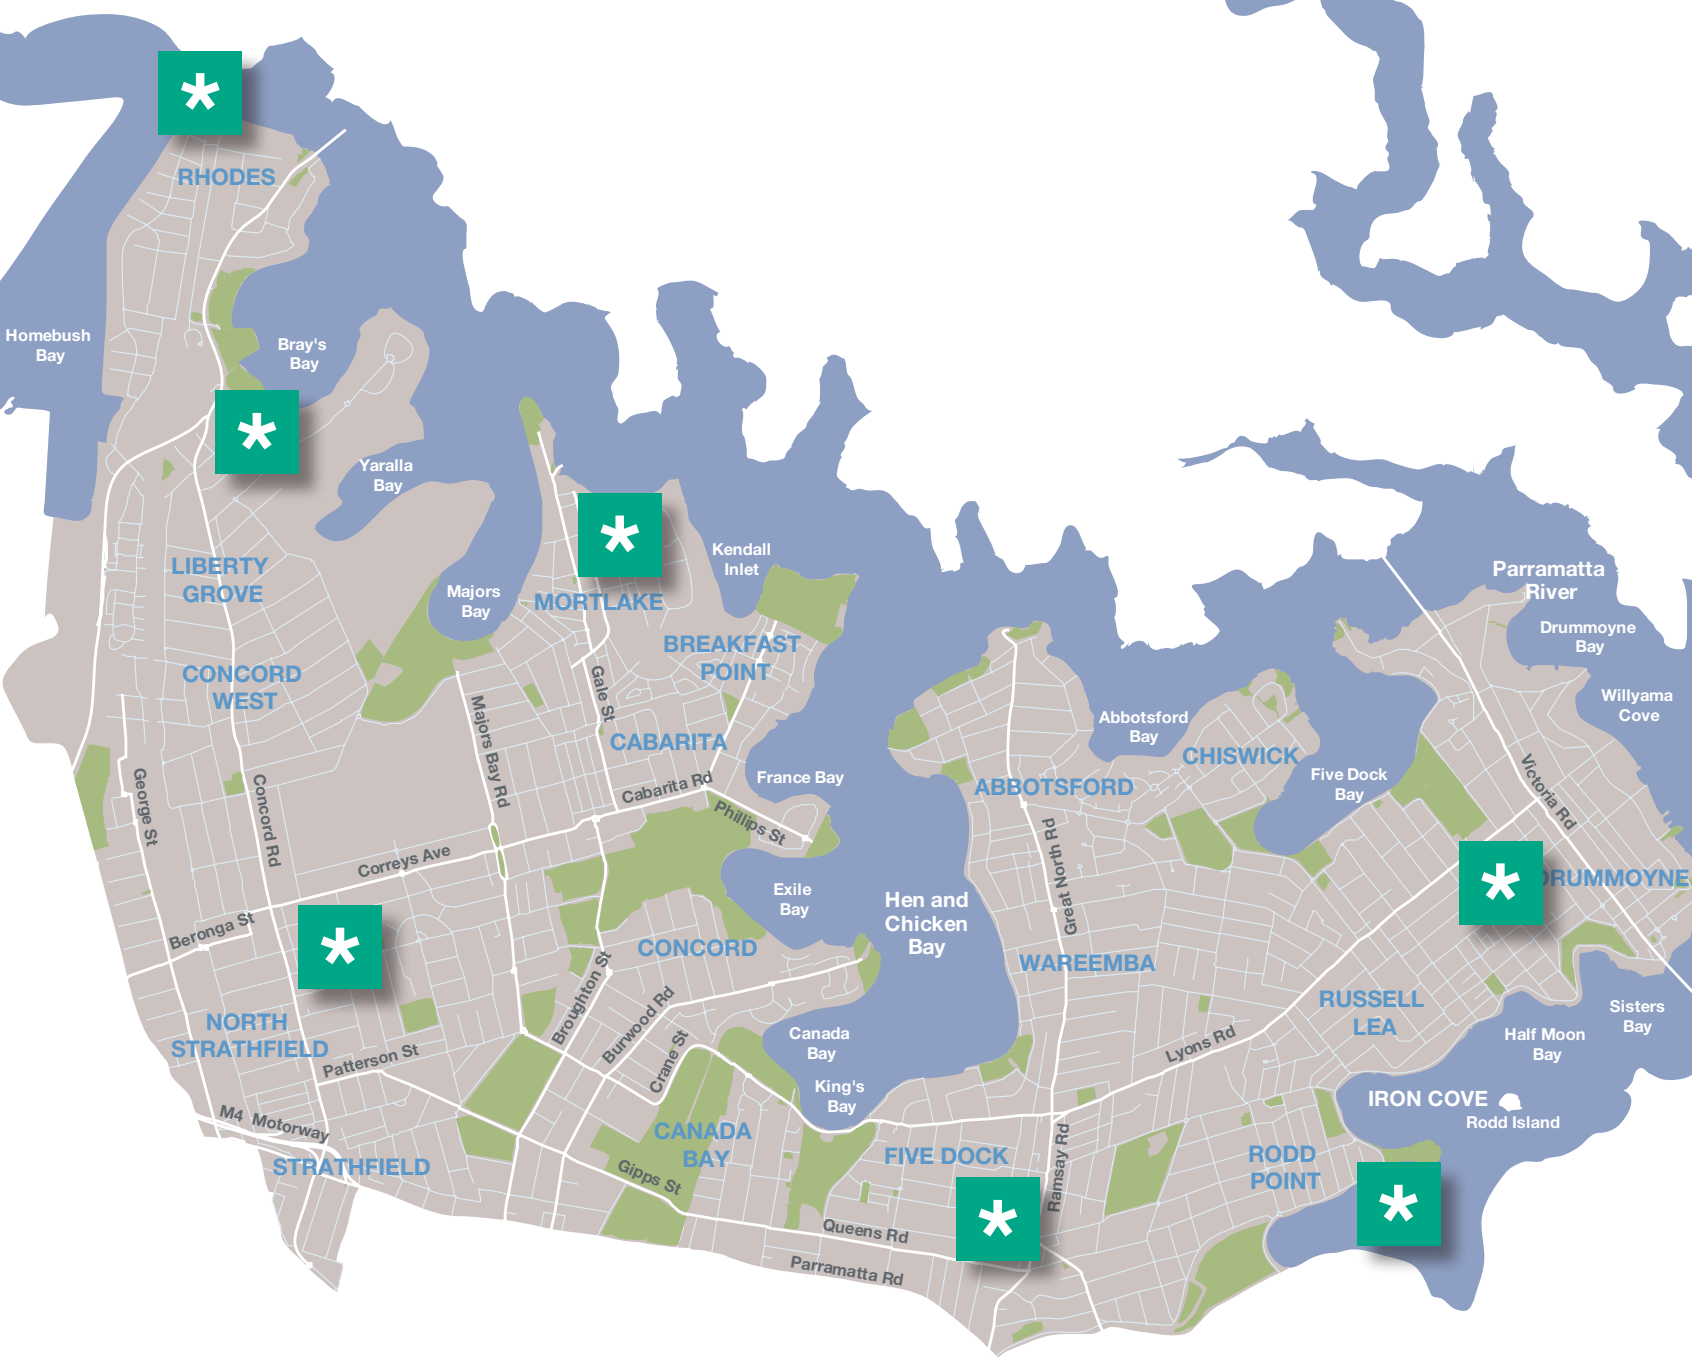 *
RHODES
Homebush
Bay
Bray's
Bay
*
Yaralla
Bay
*
Kendall
Inlet
LIBERTY
GROVE
Majors
Bay
MORTLAKE
Parramatta
River
Drummoyne
Bay
BREAKFAST
POINT
CONCORD
WEST
Gale St
Willyama
Cove
Majors Bay Rd
CABARITA
Abbotsford
Bay
CHISWICK
George St
Concord Rd
Cabarita Rd
France Bay
ABBOTSFORD
Five Dock
Bay
Victoria Rd
Phillips St
Great North Rd
Correys Ave
*
DRUMMOYNE
Exile
Bay
Hen and
Chicken
Bay
Beronga St
*
CONCORD
WAREEMBA
Broughton St
Burwood Rd
RUSSELL
LEA
Sisters
Bay
NORTH
STRATHFIELD
Canada
Bay
Half Moon
Bay
Lyons Rd
Patterson St
Crane St
King's
Bay
IRON COVE
Rodd Island
M4 Motorway
CANADA
BAY
FIVE DOCK
Ramsay Rd
RODD
POINT
STRATHFIELD
Gipps St
*
*
Queens Rd
Parramatta Rd